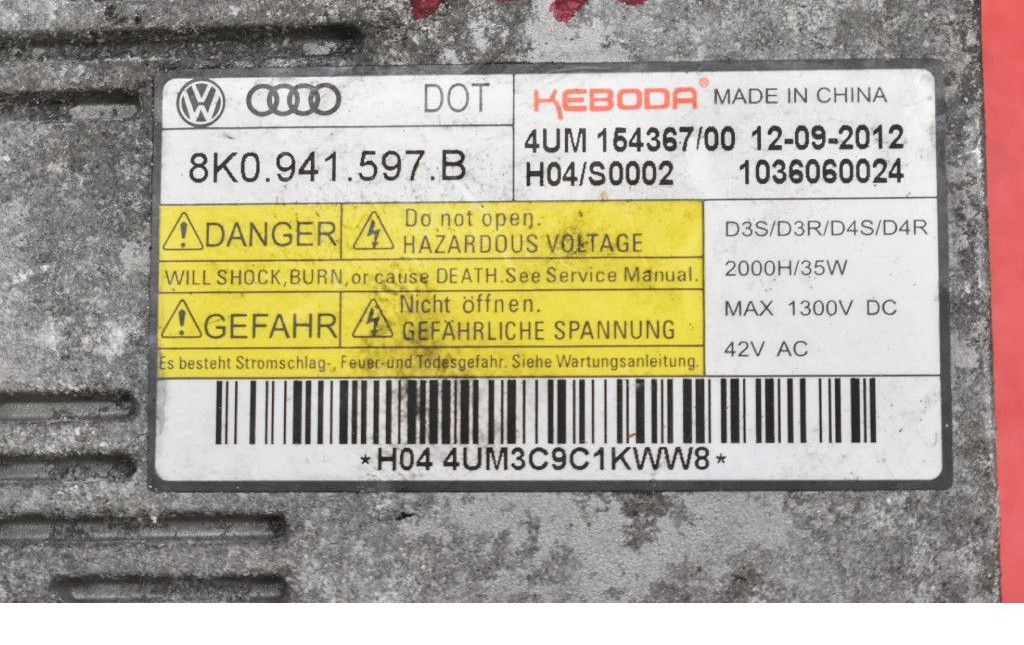 DOT
8K0.941.597.B
KEBODA® MADE IN CHINA
4UM 154367/00 12-09-2012
H04/S0002 1036060024
DANGER
Do not open.
HAZARDOUS VOLTAGE
WILL SHOCK, BURN, or cause DEATH. See Service Manual.
GEFAHR
Nicht öffnen.
GEFÄHRLICHE SPANNUNG
Es besteht Stromschlag-, Feuer-und Todesgefahr. Siehe Wartungsanleitung.
D3S/D3R/D4S/D4R
2000H/35W
MAX 1300V DC
42V AC
*H04 4UM3C9C1KWW8*